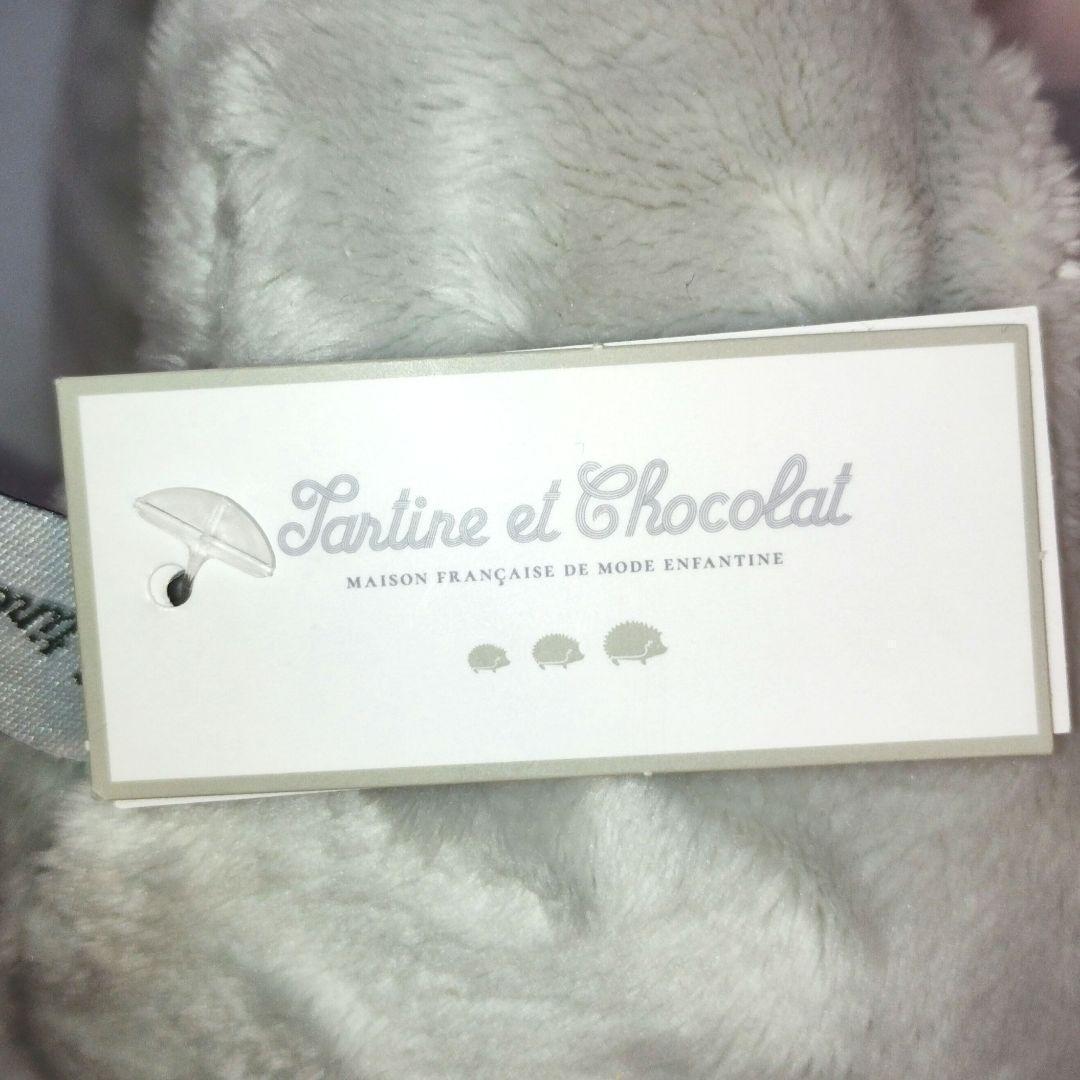 Tartine et Chocolat
MAISON FRANÇAISE DE MODE ENFANTINE